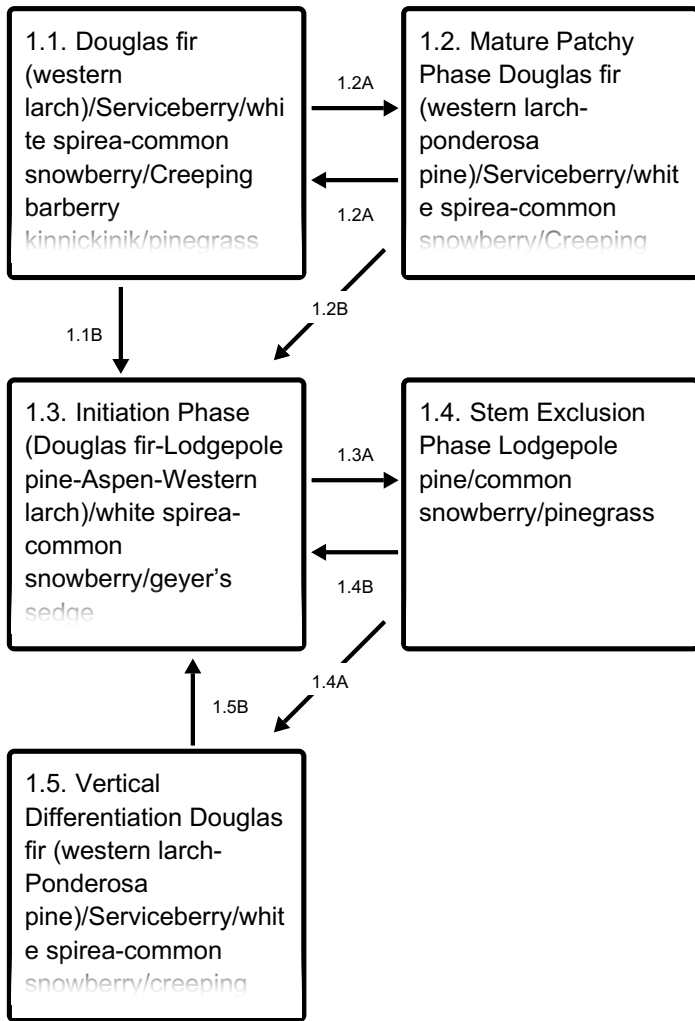 1.1. Douglas fir
(western
larch)/Serviceberry/whi
te spirea-common
snowberry/Creeping
barberry
kinnickinik/pinegrass
1.2A
1.2A
1.2. Mature Patchy
Phase Douglas fir
(western larch-
ponderosa
pine)/Serviceberry/whit
e spirea-common
snowberry/Creeping
1.1B
1.2B
1.3. Initiation Phase
(Douglas fir-Lodgepole
pine-Aspen-Western
larch)/white spirea-
common
snowberry/geyer’s
sedge
1.3A
1.4B
1.4. Stem Exclusion
Phase Lodgepole
pine/common
snowberry/pinegrass
1.5B
1.4A
1.5. Vertical
Differentiation Douglas
fir (western larch-
Ponderosa
pine)/Serviceberry/whit
e spirea-common
snowberry/creeping